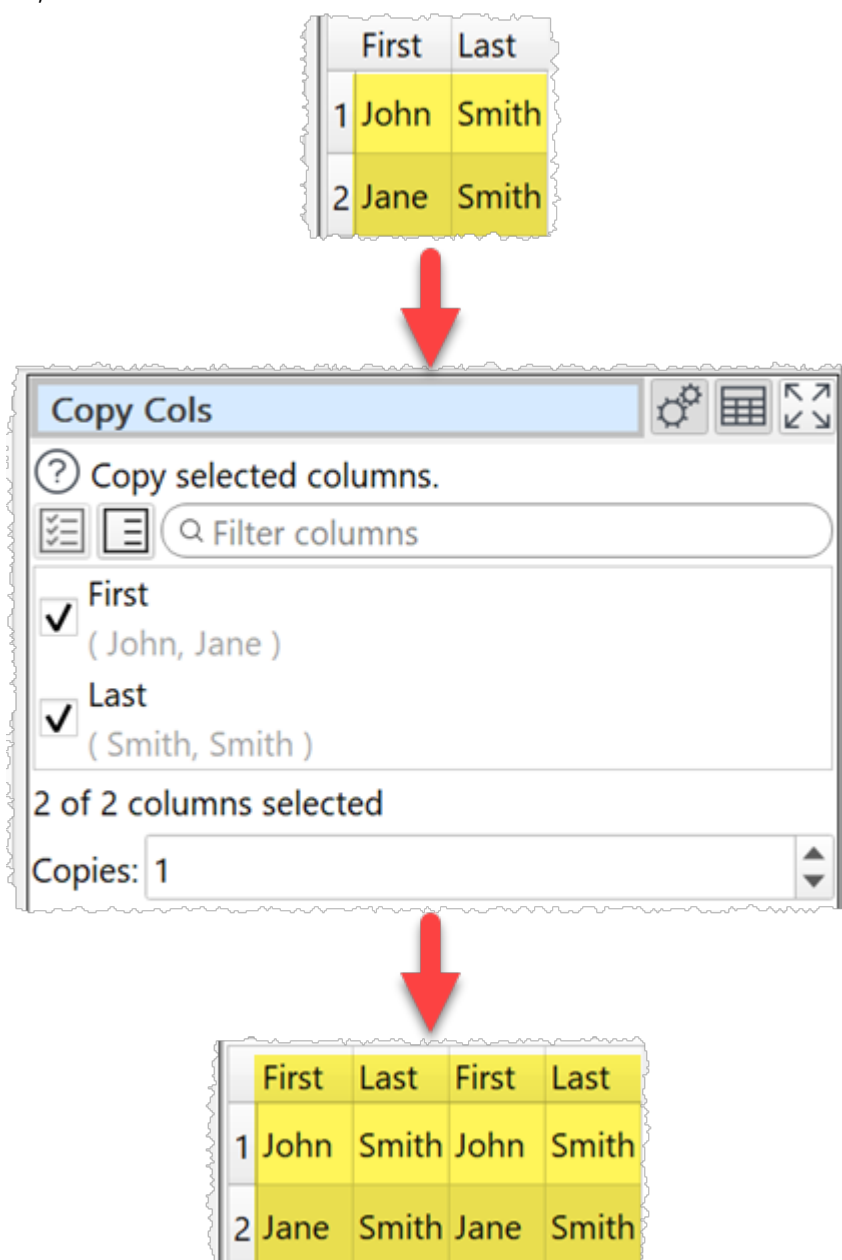 First Last
1 John Smith
2 Jane Smith
Copy Cols
? Copy selected columns.
Filter columns
First
( John, Jane )
Last
( Smith, Smith )
2 of 2 columns selected
Copies: 1
First Last First Last
1 John Smith John Smith
2 Jane Smith Jane Smith